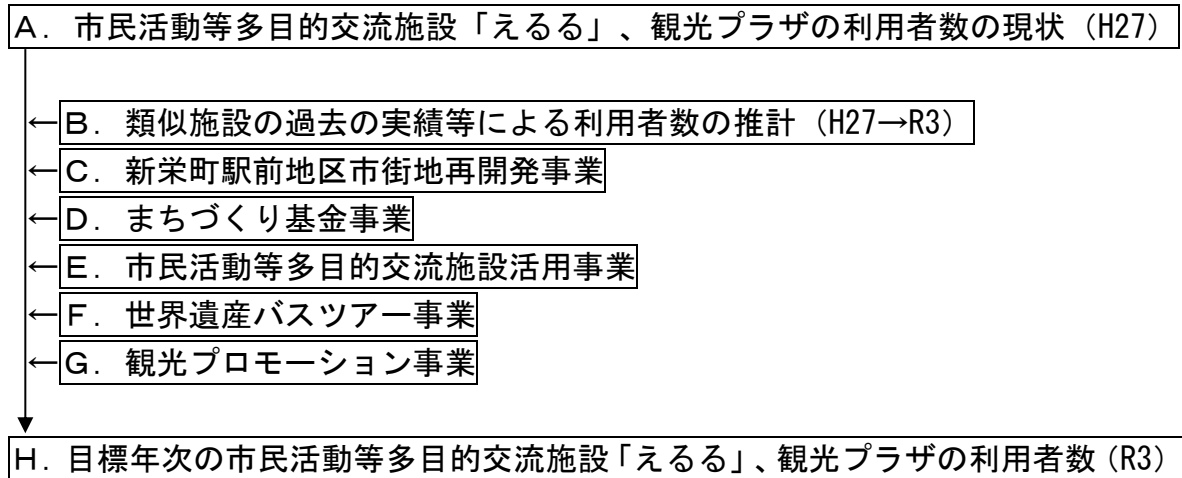 A．市民活動等多目的交流施設「えるる」、観光プラザの利用者数の現状（H27）
←B．類似施設の過去の実績等による利用者数の推計（H27→R3）
←C．新栄町駅前地区市街地再開発事業
←D．まちづくり基金事業
←E．市民活動等多目的交流施設活用事業
←F．世界遺産バスツアー事業
←G．観光プロモーション事業
H．目標年次の市民活動等多目的交流施設「えるる」、観光プラザの利用者数（R3）